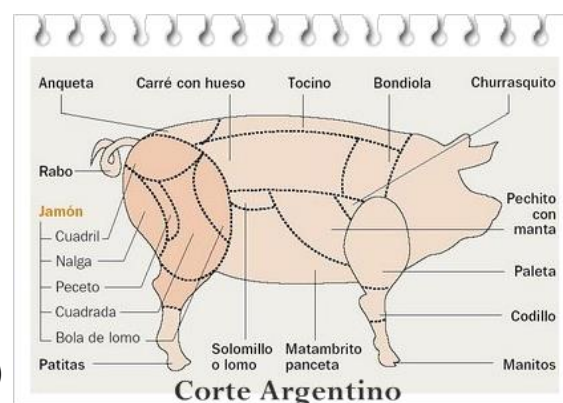 Anqueta
Carré con hueso
Tocino
Bondiola
Churrasquito
Rabo
Jamón
Cuadril
Nalga
Peceto
Cuadrada
Bola de lomo
Patitas
Solomillo
o lomo
Matambrito
panceta
Pechito
con
manta
Paleta
Codillo
Manitos
Corte Argentino